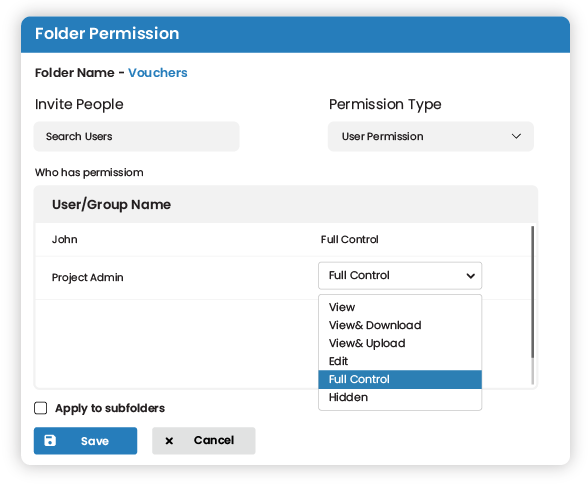 Folder Permission
Folder Name - Vouchers
Invite People
Permission Type
Search Users
User Permission
Who has permissiom
User/Group Name
John
Full Control
Project Admin
Full Control
View
View& Download
View& Upload
Edit
Full Control
Hidden
Apply to subfolders
Save
Cancel